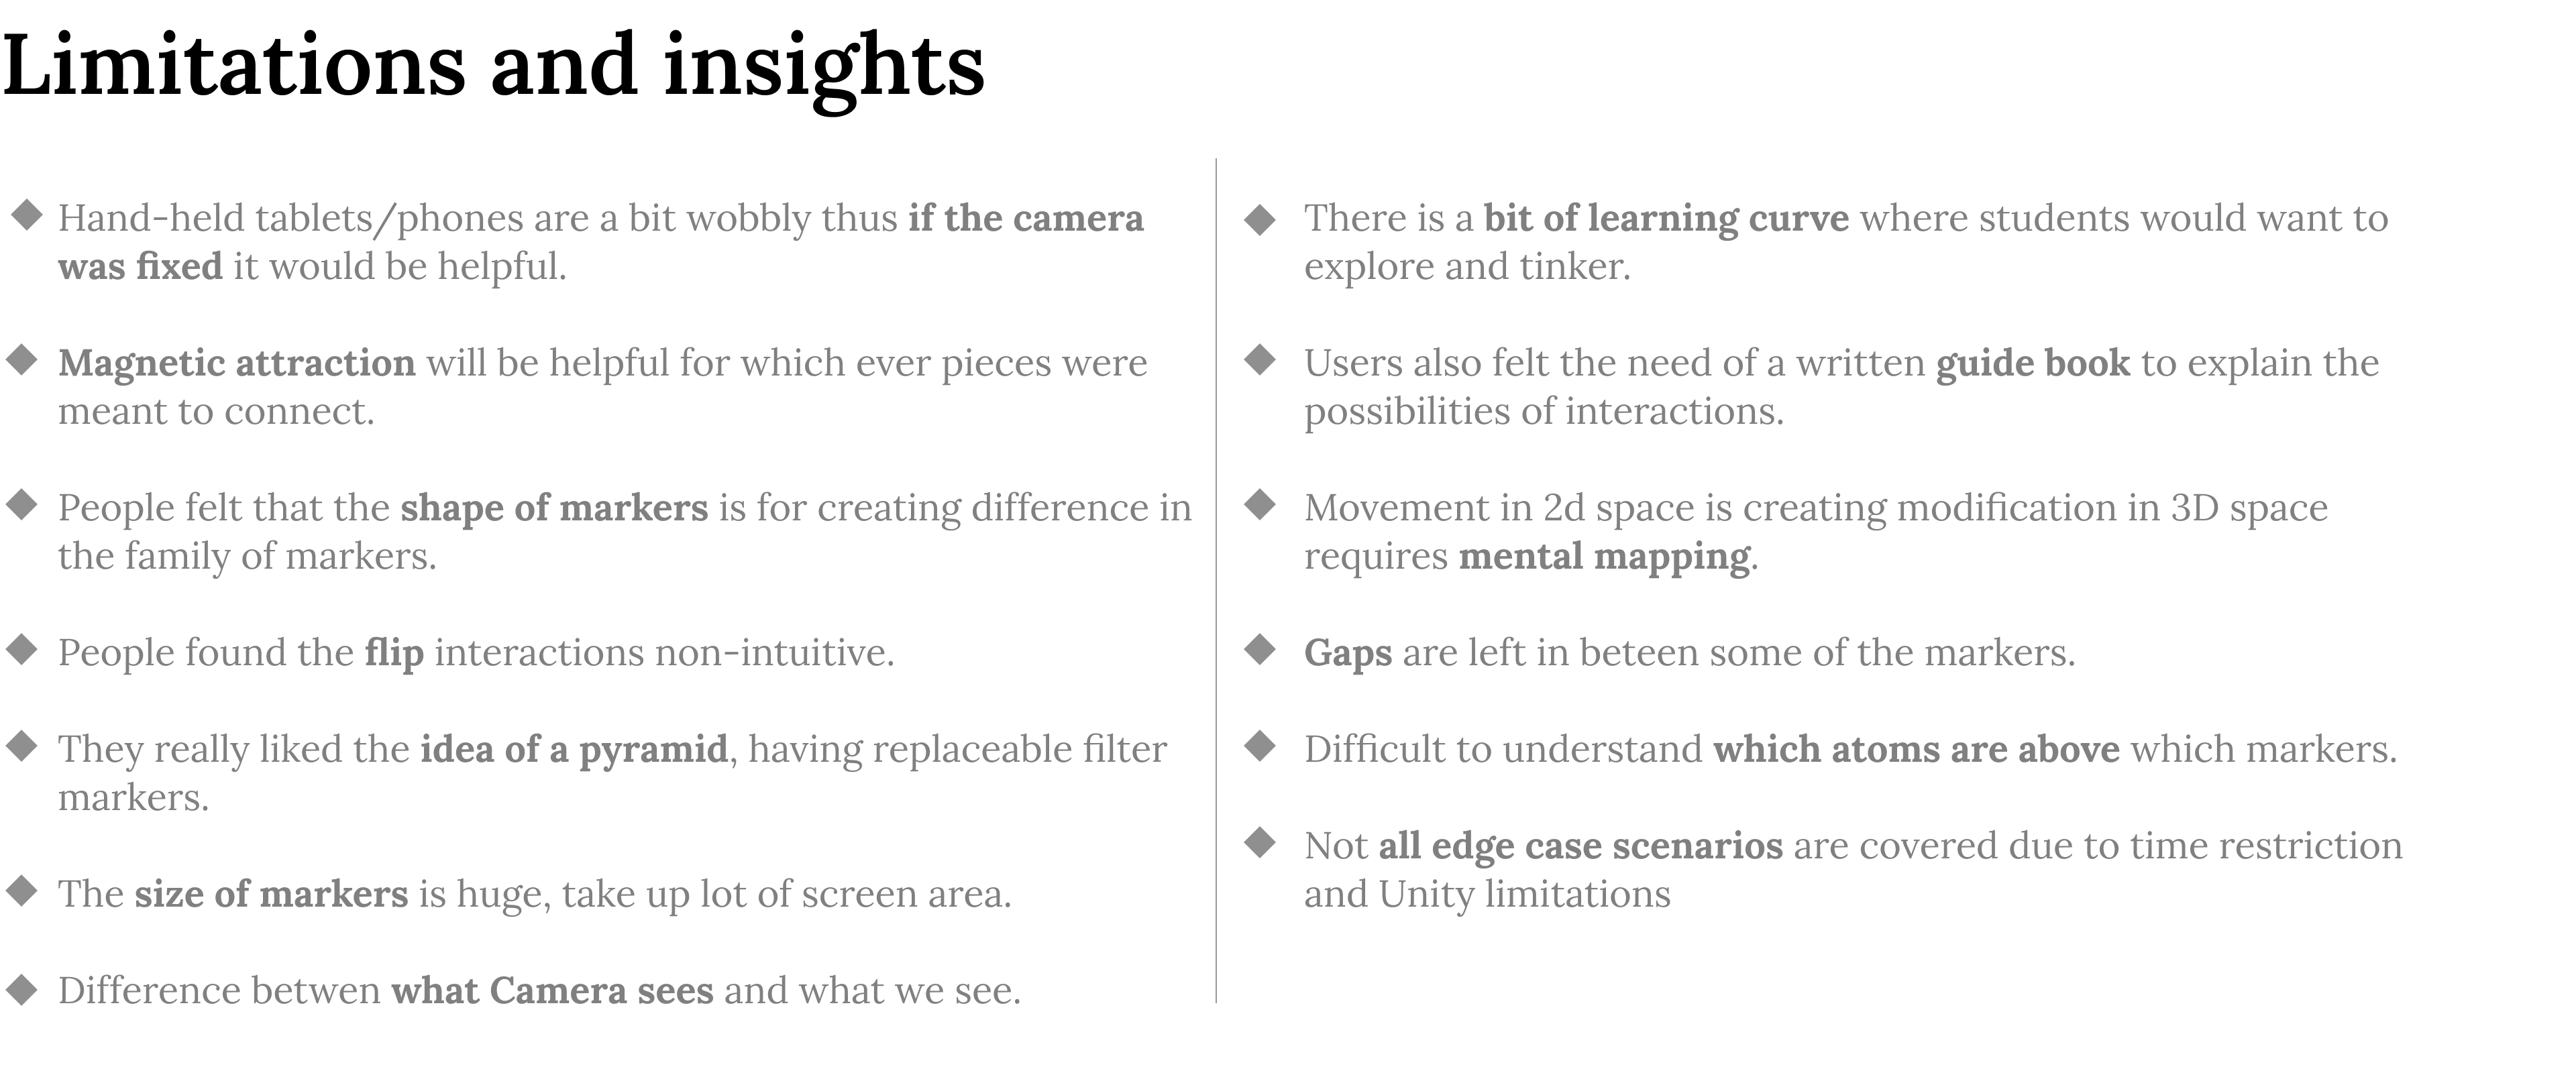 Limitations and insights
Hand-held tablets/phones are a bit wobbly thus if the camera
was fixed it would be helpful.
Magnetic attraction will be helpful for which ever pieces were
meant to connect.
People felt that the shape of markers is for creating difference in
the family of markers.
People found the flip interactions non-intuitive.
They really liked the idea of a pyramid, having replaceable filter
markers.
The size of markers is huge, take up lot of screen area.
Difference betwen what Camera sees and what we see.
There is a bit of learning curve where students would want to
explore and tinker.
Users also felt the need of a written guide book to explain the
possibilities of interactions.
Movement in 2d space is creating modification in 3D space
requires mental mapping.
Gaps are left in beteen some of the markers.
Difficult to understand which atoms are above which markers.
Not all edge case scenarios are covered due to time restriction
and Unity limitations